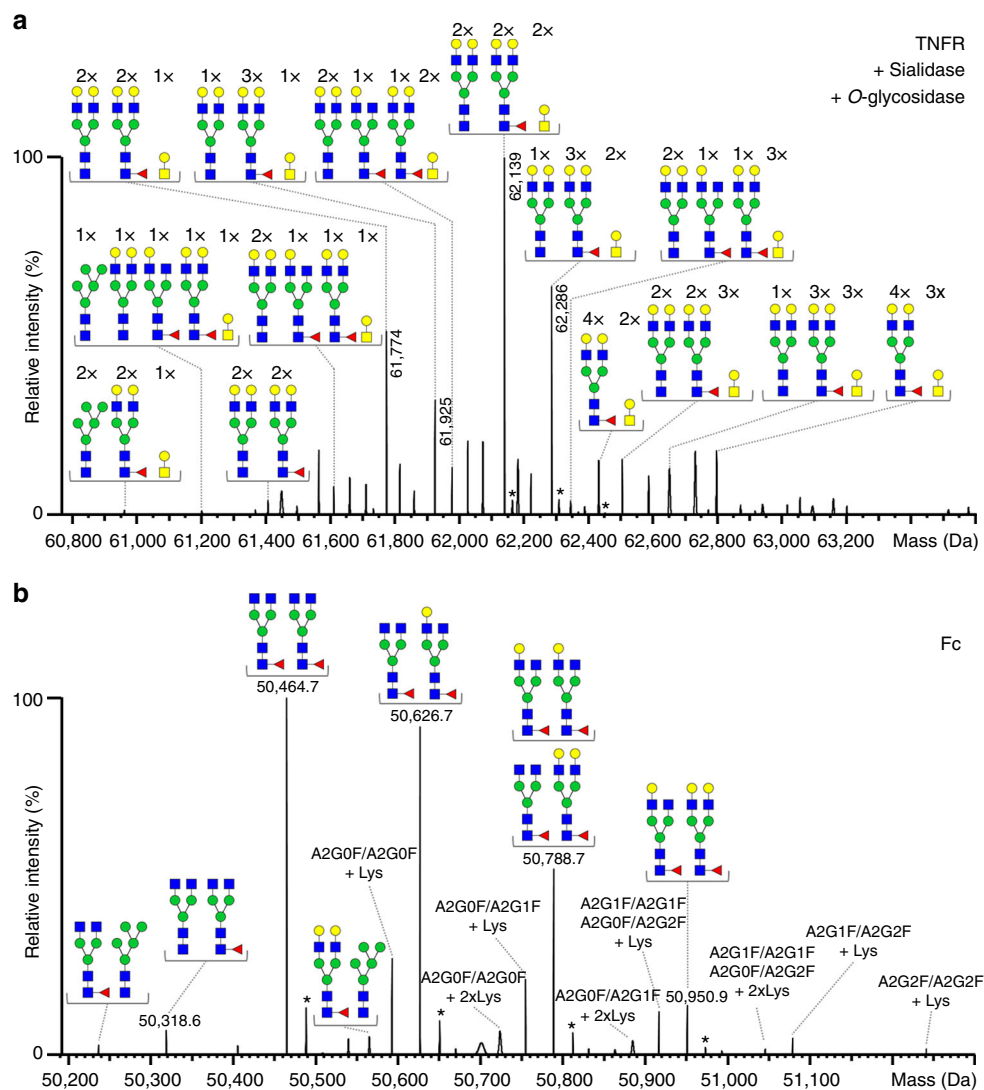 a
2× 2× 2×
TNFR
+ Sialidase
+ O-glycosidase
2× 2× 1×
1× 3× 1×
2× 1× 1× 2×
100
62,139
1× 3× 2×
2× 1× 1× 3×
1× 1× 1× 1× 1×
2× 1× 1× 1×
61,774
62,286
4× 2×
2× 2× 3×
1× 3× 3×
4× 3x
2× 2× 1×
2× 2×
61,925
Relative intensity (%)
* * *
0
60,800 61,000 61,200 61,400 61,600 61,800 62,000 62,200 62,400 62,600 62,800 63,000 63,200 Mass (Da)
b
Fc
100
50,464.7
50,626.7
50,788.7
A2G0F/A2G0F
+ Lys
A2G0F/A2G1F
+ Lys
A2G1F/A2G1F
A2G0F/A2G2F
+ Lys
A2G1F/A2G2F
+ Lys
A2G1F/A2G1F
A2G0F/A2G2F
+ 2xLys
A2G2F/A2G2F
+ Lys
A2G0F/A2G0F
+ 2xLys
A2G0F/A2G1F
+ 2xLys
50,950.9
50,318.6
Relative intensity (%)
* * * *
0
50,200 50,300 50,400 50,500 50,600 50,700 50,800 50,900 51,000 51,100 Mass (Da)